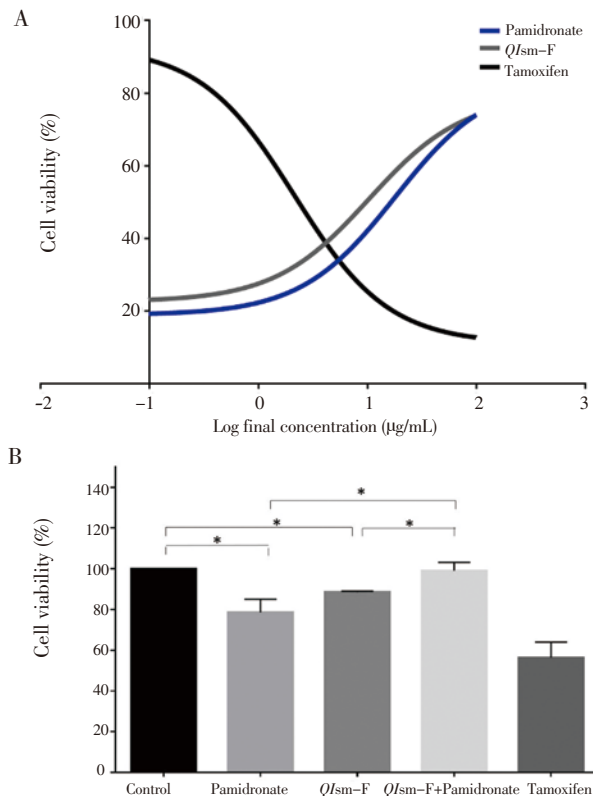 A
100
80
60
40
20
Cell viability (%)
Pamidronate
QIsm–F
Tamoxifen
-2
−1
0
1
2
3
Log final concentration (μg/mL)
B
140
120
100
80
60
40
20
0
Cell viability (%)
*
*
*
*
Control Pamidronate QIsm–F QIsm–F+Pamidronate Tamoxifen